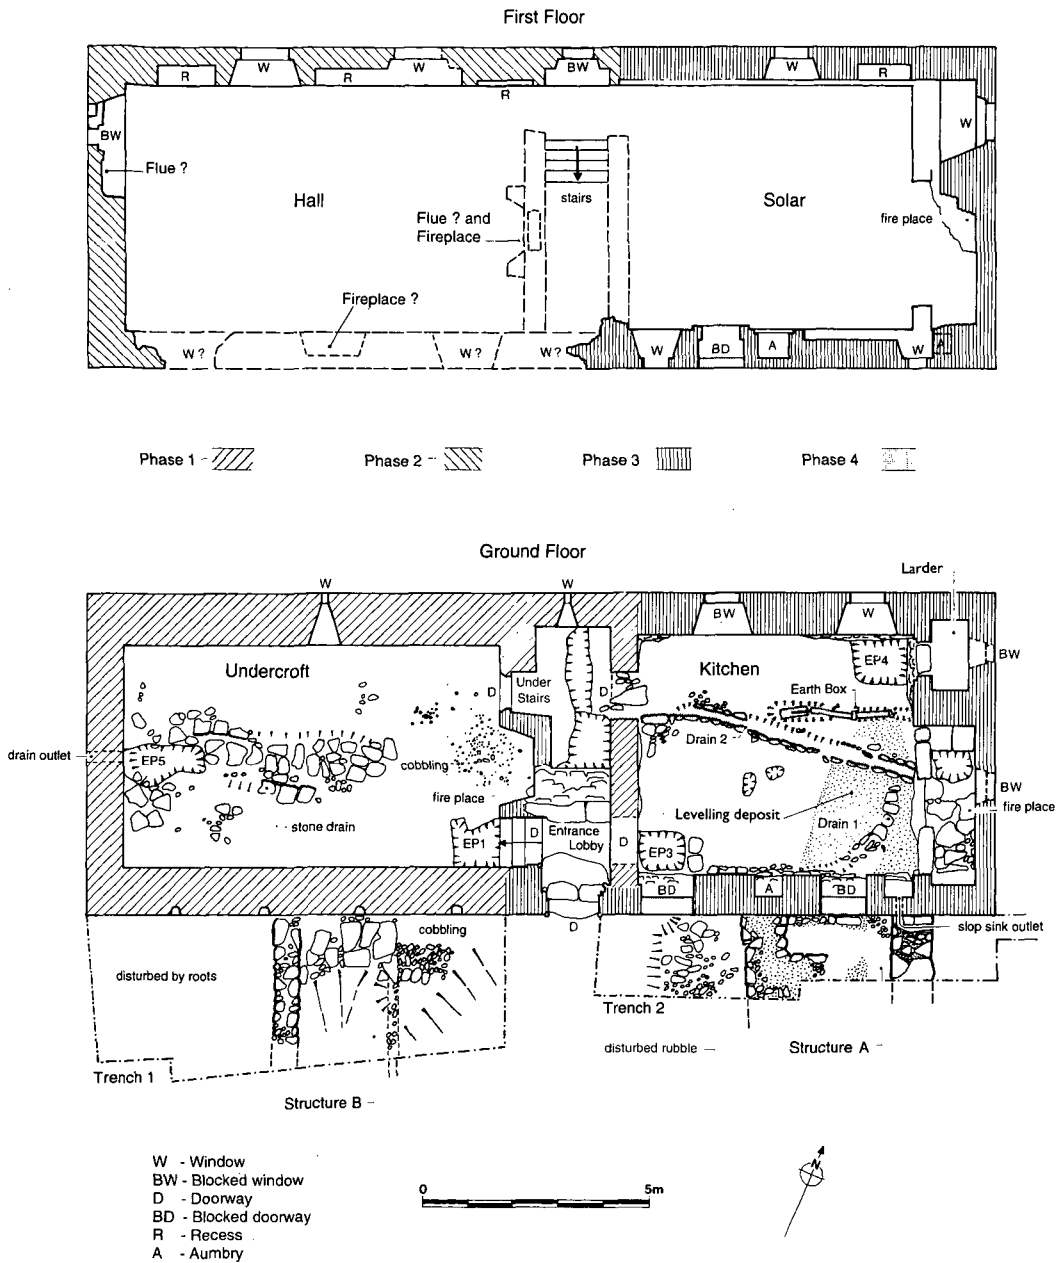 First Floor
R
W
R
W
R
BW
W
R
BW
W
Flue ?
Hall
stairs
Solar
Flue ? and
Fireplace
fire place
Fireplace ?
W ?
W ?
W ?
W
BD
A
W
A
Phase 1
Phase 2
Phase 3
Phase 4
Ground Floor
Larder
W
W
BW
W
Undercroft
Kitchen
EP4
BW
D
Under
Stairs
D
Earth Box
drain outlet
EP5
Drain 2
cobbling
BW
fire place
fire place
stone drain
Levelling deposit
Drain 1
EP1
D
Entrance
Lobby
D
EP3
BD
A
BD
D
slop sink outlet
cobbling
disturbed by roots
Trench 2
disturbed rubble
Structure A
Trench 1
Structure B
W - Window
BW - Blocked window
D - Doorway
BD - Blocked doorway
R - Recess
A - Aumbry
0 5m
N